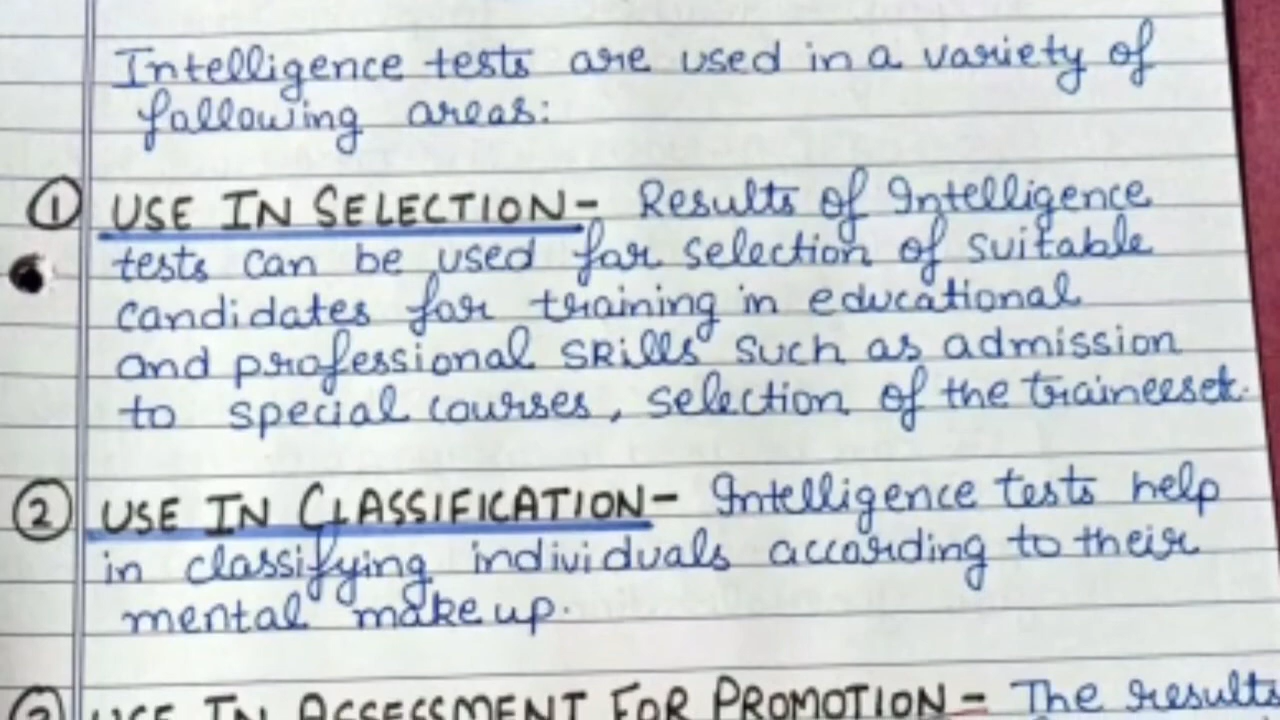 Intelligence tests are used in a variety of
following areas:
① USE IN SELECTION- Results of Intelligence
tests can be used for selection of suitable
candidates for training in educational
and professional skills such as admission
to special courses, selection of the trainees etc.
② USE IN CLASSIFICATION- Intelligence tests help
in classifying individuals according to their
mental make up.
③ USE IN ASSESSMENT FOR PROMOTION- The results